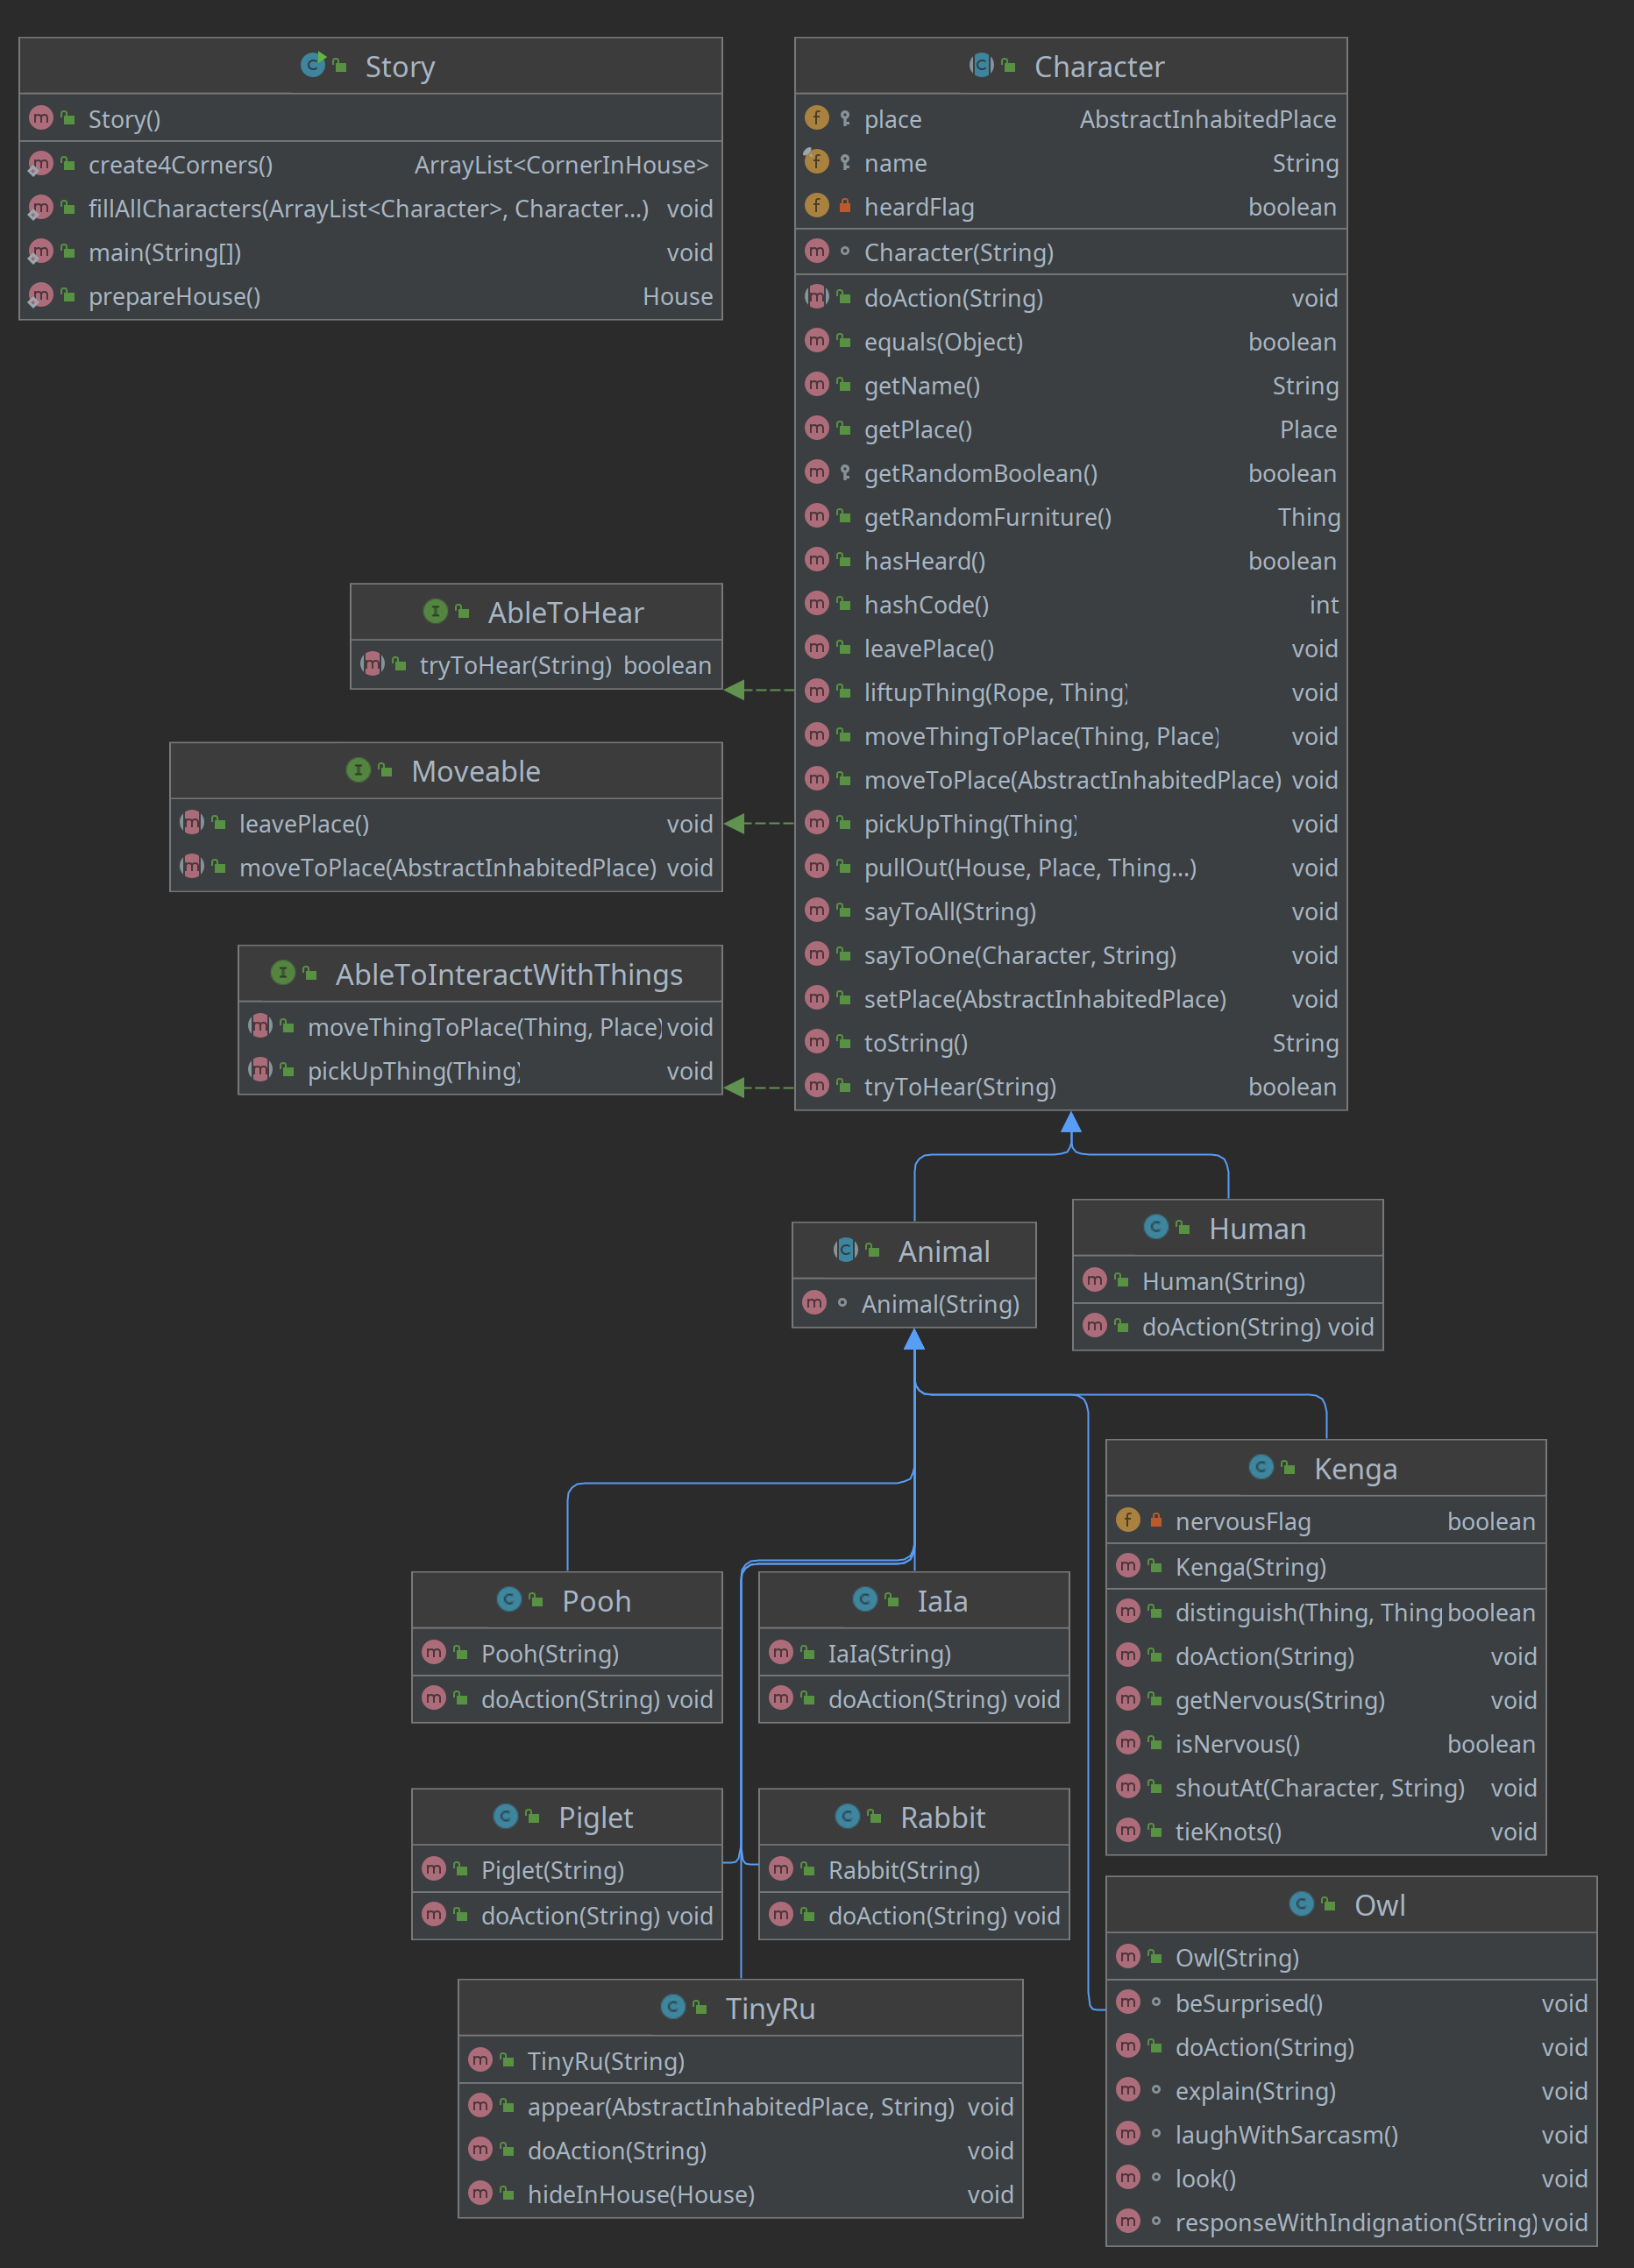 Story
Story()
create4Corners() ArrayList<CornerInHouse>
fillAllCharacters(ArrayList<Character>, Character...) void
main(String[]) void
prepareHouse() House
Character
place AbstractInhabitedPlace
name String
heardFlag boolean
Character(String)
doAction(String) void
equals(Object) boolean
getName() String
getPlace() Place
getRandomBoolean() boolean
getRandomFurniture() Thing
hasHeard() boolean
hashCode() int
leavePlace() void
liftupThing(Rope, Thing) void
moveThingToPlace(Thing, Place) void
moveToPlace(AbstractInhabitedPlace) void
pickUpThing(Thing) void
pullOut(House, Place, Thing...) void
sayToAll(String) void
sayToOne(Character, String) void
setPlace(AbstractInhabitedPlace) void
toString() String
tryToHear(String) boolean
AbleToHear
tryToHear(String) boolean
Moveable
leavePlace() void
moveToPlace(AbstractInhabitedPlace) void
AbleToInteractWithThings
moveThingToPlace(Thing, Place) void
pickUpThing(Thing) void
Animal
Animal(String)
Human
Human(String)
doAction(String) void
Kenga
nervousFlag boolean
Kenga(String)
distinguish(Thing, Thing boolean
doAction(String) void
getNervous(String) void
isNervous() boolean
shoutAt(Character, String) void
tieKnots() void
Pooh
Pooh(String)
doAction(String) void
IaIa
IaIa(String)
doAction(String) void
Piglet
Piglet(String)
doAction(String) void
Rabbit
Rabbit(String)
doAction(String) void
Owl
Owl(String)
beSurprised() void
doAction(String) void
explain(String) void
laughWithSarcasm() void
look() void
responseWithIndignation(String) void
TinyRu
TinyRu(String)
appear(AbstractInhabitedPlace, String) void
doAction(String) void
hideInHouse(House) void